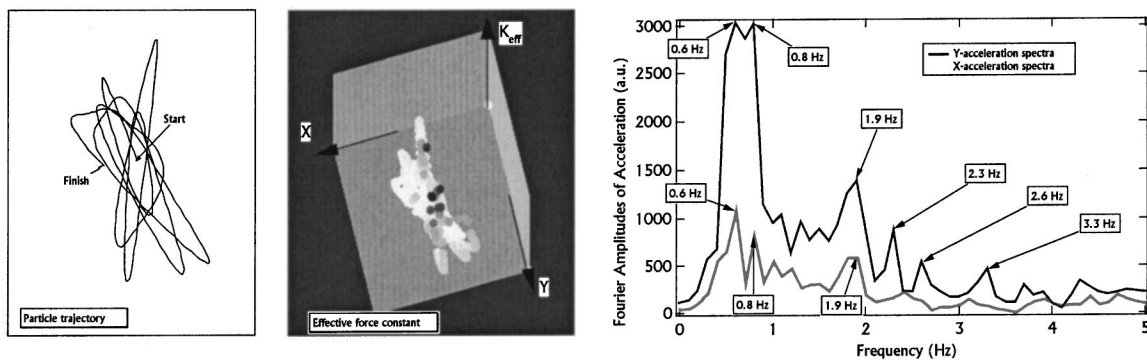 Start
Finish
Particle trajectory
Keff
X
Y
Effective force constant
Fourier Amplitudes of Acceleration (a.u.)
3000
2500
2000
1500
1000
500
0
0.6 Hz
0.8 Hz
Y-acceleration spectra
X-acceleration spectra
1.9 Hz
2.3 Hz
0.6 Hz
2.6 Hz
3.3 Hz
0.8 Hz
1.9 Hz
0
1
2
3
4
5
Frequency (Hz)